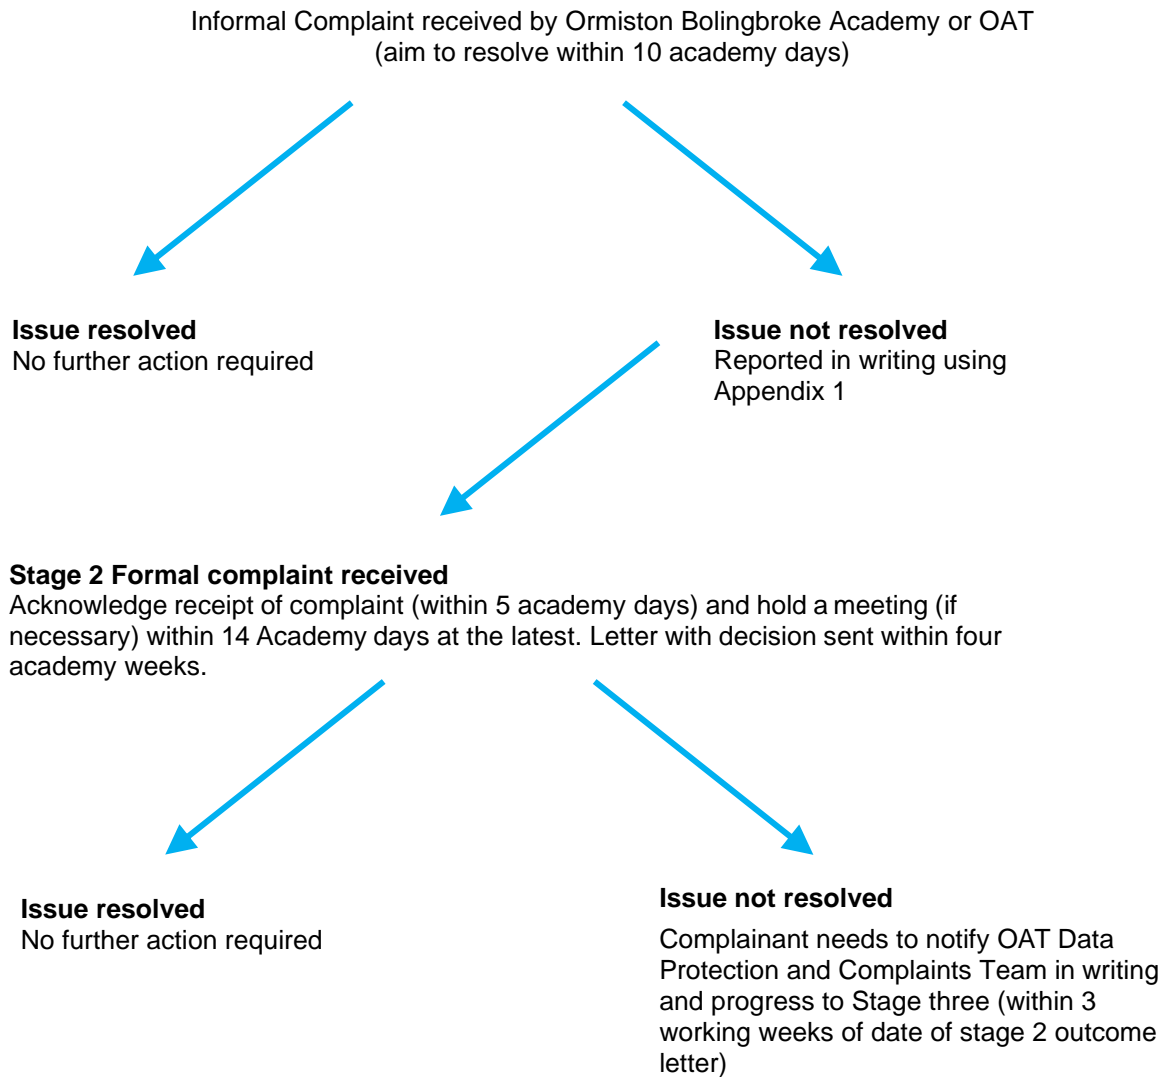 Informal Complaint received by Ormiston Bolingbroke Academy or OAT
(aim to resolve within 10 academy days)
Issue resolved
No further action required
Issue not resolved
Reported in writing using
Appendix 1
Stage 2 Formal complaint received
Acknowledge receipt of complaint (within 5 academy days) and hold a meeting (if
necessary) within 14 Academy days at the latest. Letter with decision sent within four
academy weeks.
Issue resolved
No further action required
Issue not resolved
Complainant needs to notify OAT Data
Protection and Complaints Team in writing
and progress to Stage three (within 3
working weeks of date of stage 2 outcome
letter)